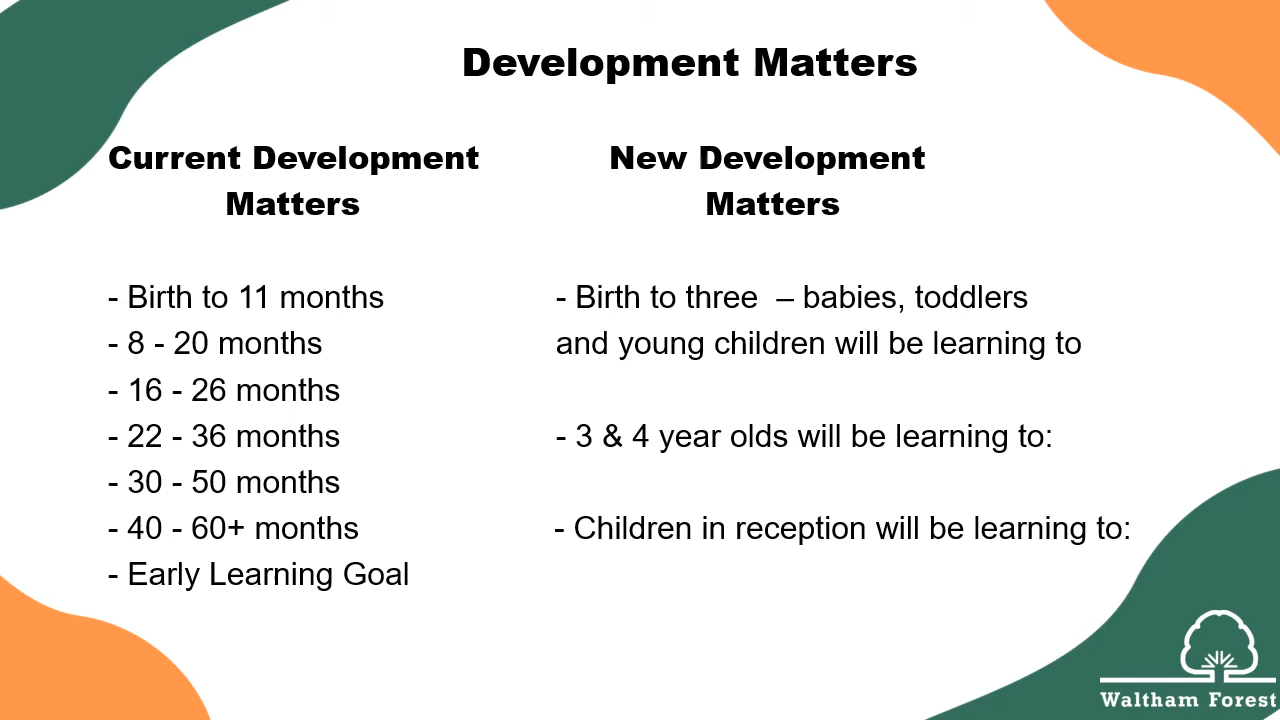 Development Matters
Current Development
Matters
- Birth to 11 months
- 8 - 20 months
- 16 - 26 months
- 22 - 36 months
- 30 - 50 months
- 40 - 60+ months
- Early Learning Goal
New Development
Matters
- Birth to three – babies, toddlers
and young children will be learning to
- 3 & 4 year olds will be learning to:
- Children in reception will be learning to:
Waltham Forest